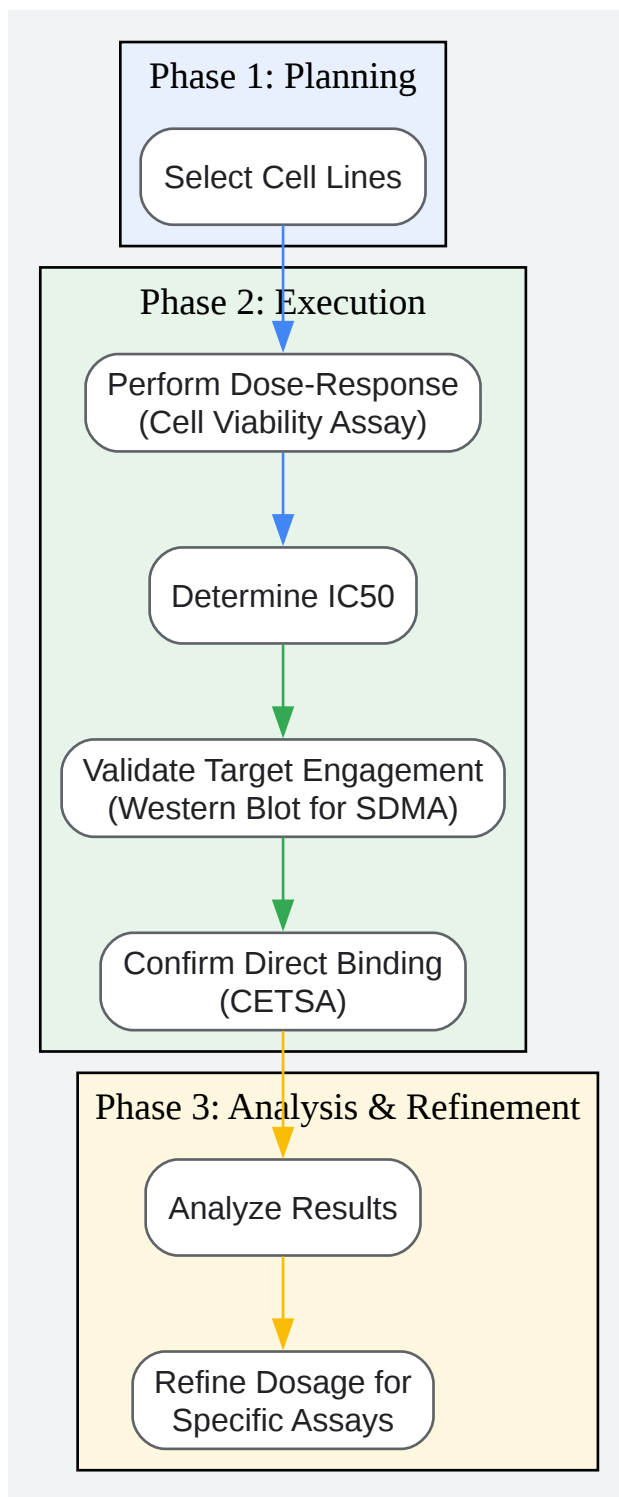 Phase 1: Planning
Select Cell Lines
Phase 2: Execution
Perform Dose-Response
(Cell Viability Assay)
Determine IC50
Validate Target Engagement
(Western Blot for SDMA)
Confirm Direct Binding
(CETSA)
Phase 3: Analysis & Refinement
Analyze Results
Refine Dosage for
Specific Assays